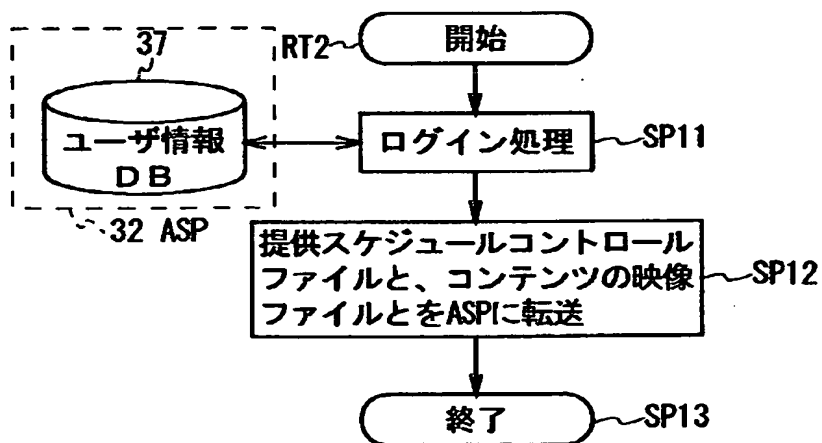 37
RT2
開始
ユーザ情報
DB
ログイン処理
SP11
32 ASP
提供スケジュールコントロール
ファイルと、コンテンツの映像
ファイルとをASPに転送
SP12
終了
SP13